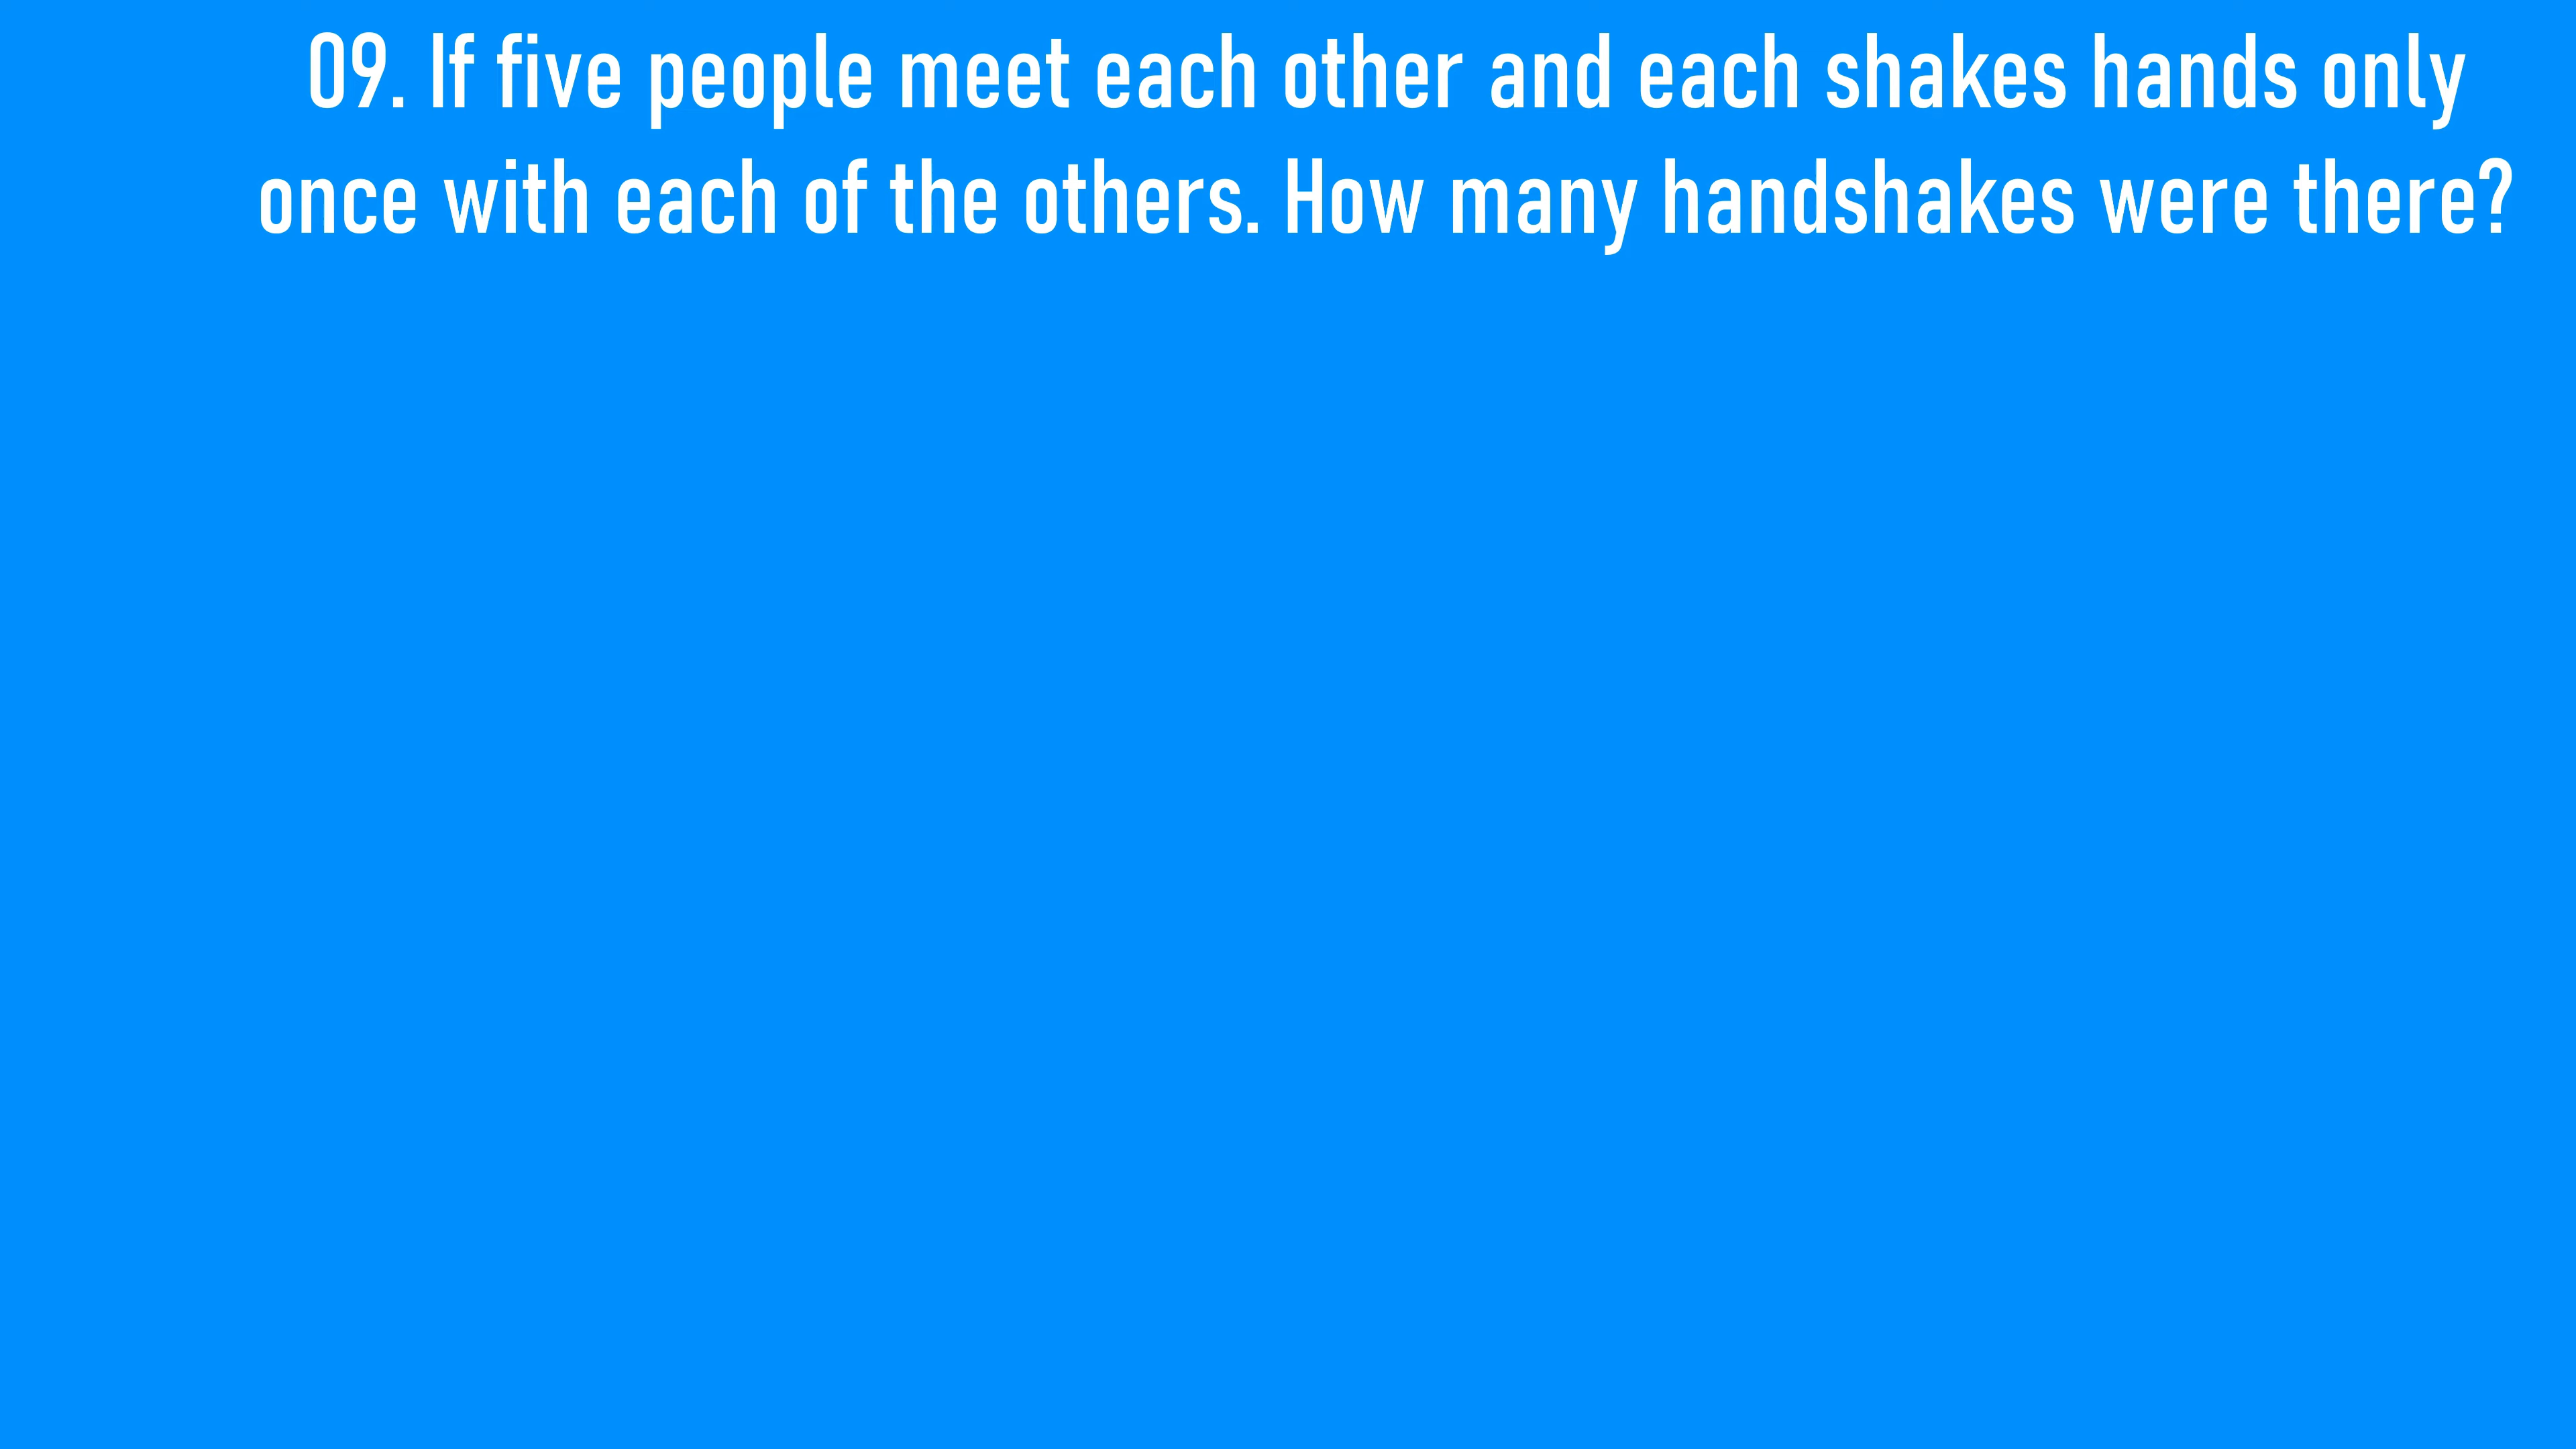 09. If five people meet each other and each shakes hands only
once with each of the others. How many handshakes were there?